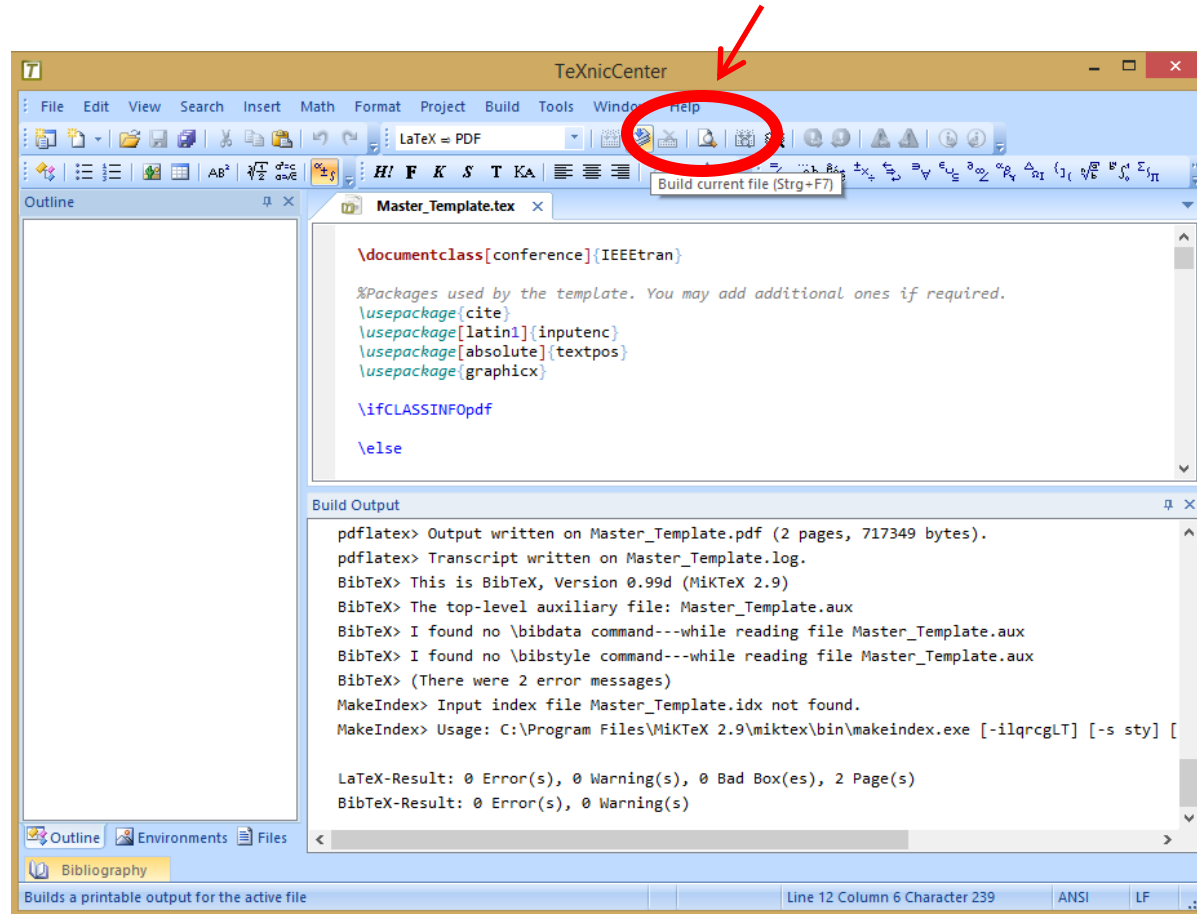 TeXnicCenter
File Edit View Search Insert Math Format Project Build Tools Window Help
LaTeX ⇨ PDF
AB²
H! F K S T KA
Build current file (Strg+F7)
Outline
Master_Template.tex
\documentclass[conference]{IEEEtran}
%Packages used by the template. You may add additional ones if required.
\usepackage{cite}
\usepackage[latin1]{inputenc}
\usepackage[absolute]{textpos}
\usepackage{graphicx}
\ifCLASSINFOpdf
\else
Build Output
pdflatex> Output written on Master_Template.pdf (2 pages, 717349 bytes).
pdflatex> Transcript written on Master_Template.log.
BibTeX> This is BibTeX, Version 0.99d (MiKTeX 2.9)
BibTeX> The top-level auxiliary file: Master_Template.aux
BibTeX> I found no \bibdata command---while reading file Master_Template.aux
BibTeX> I found no \bibstyle command---while reading file Master_Template.aux
BibTeX> (There were 2 error messages)
MakeIndex> Input index file Master_Template.idx not found.
MakeIndex> Usage: C:\Program Files\MiKTeX 2.9\miktex\bin\makeindex.exe [-ilqrcgLT] [-s sty] [
LaTeX-Result: 0 Error(s), 0 Warning(s), 0 Bad Box(es), 2 Page(s)
BibTeX-Result: 0 Error(s), 0 Warning(s)
Outline Environments Files
Bibliography
Builds a printable output for the active file
Line 12 Column 6 Character 239 ANSI LF